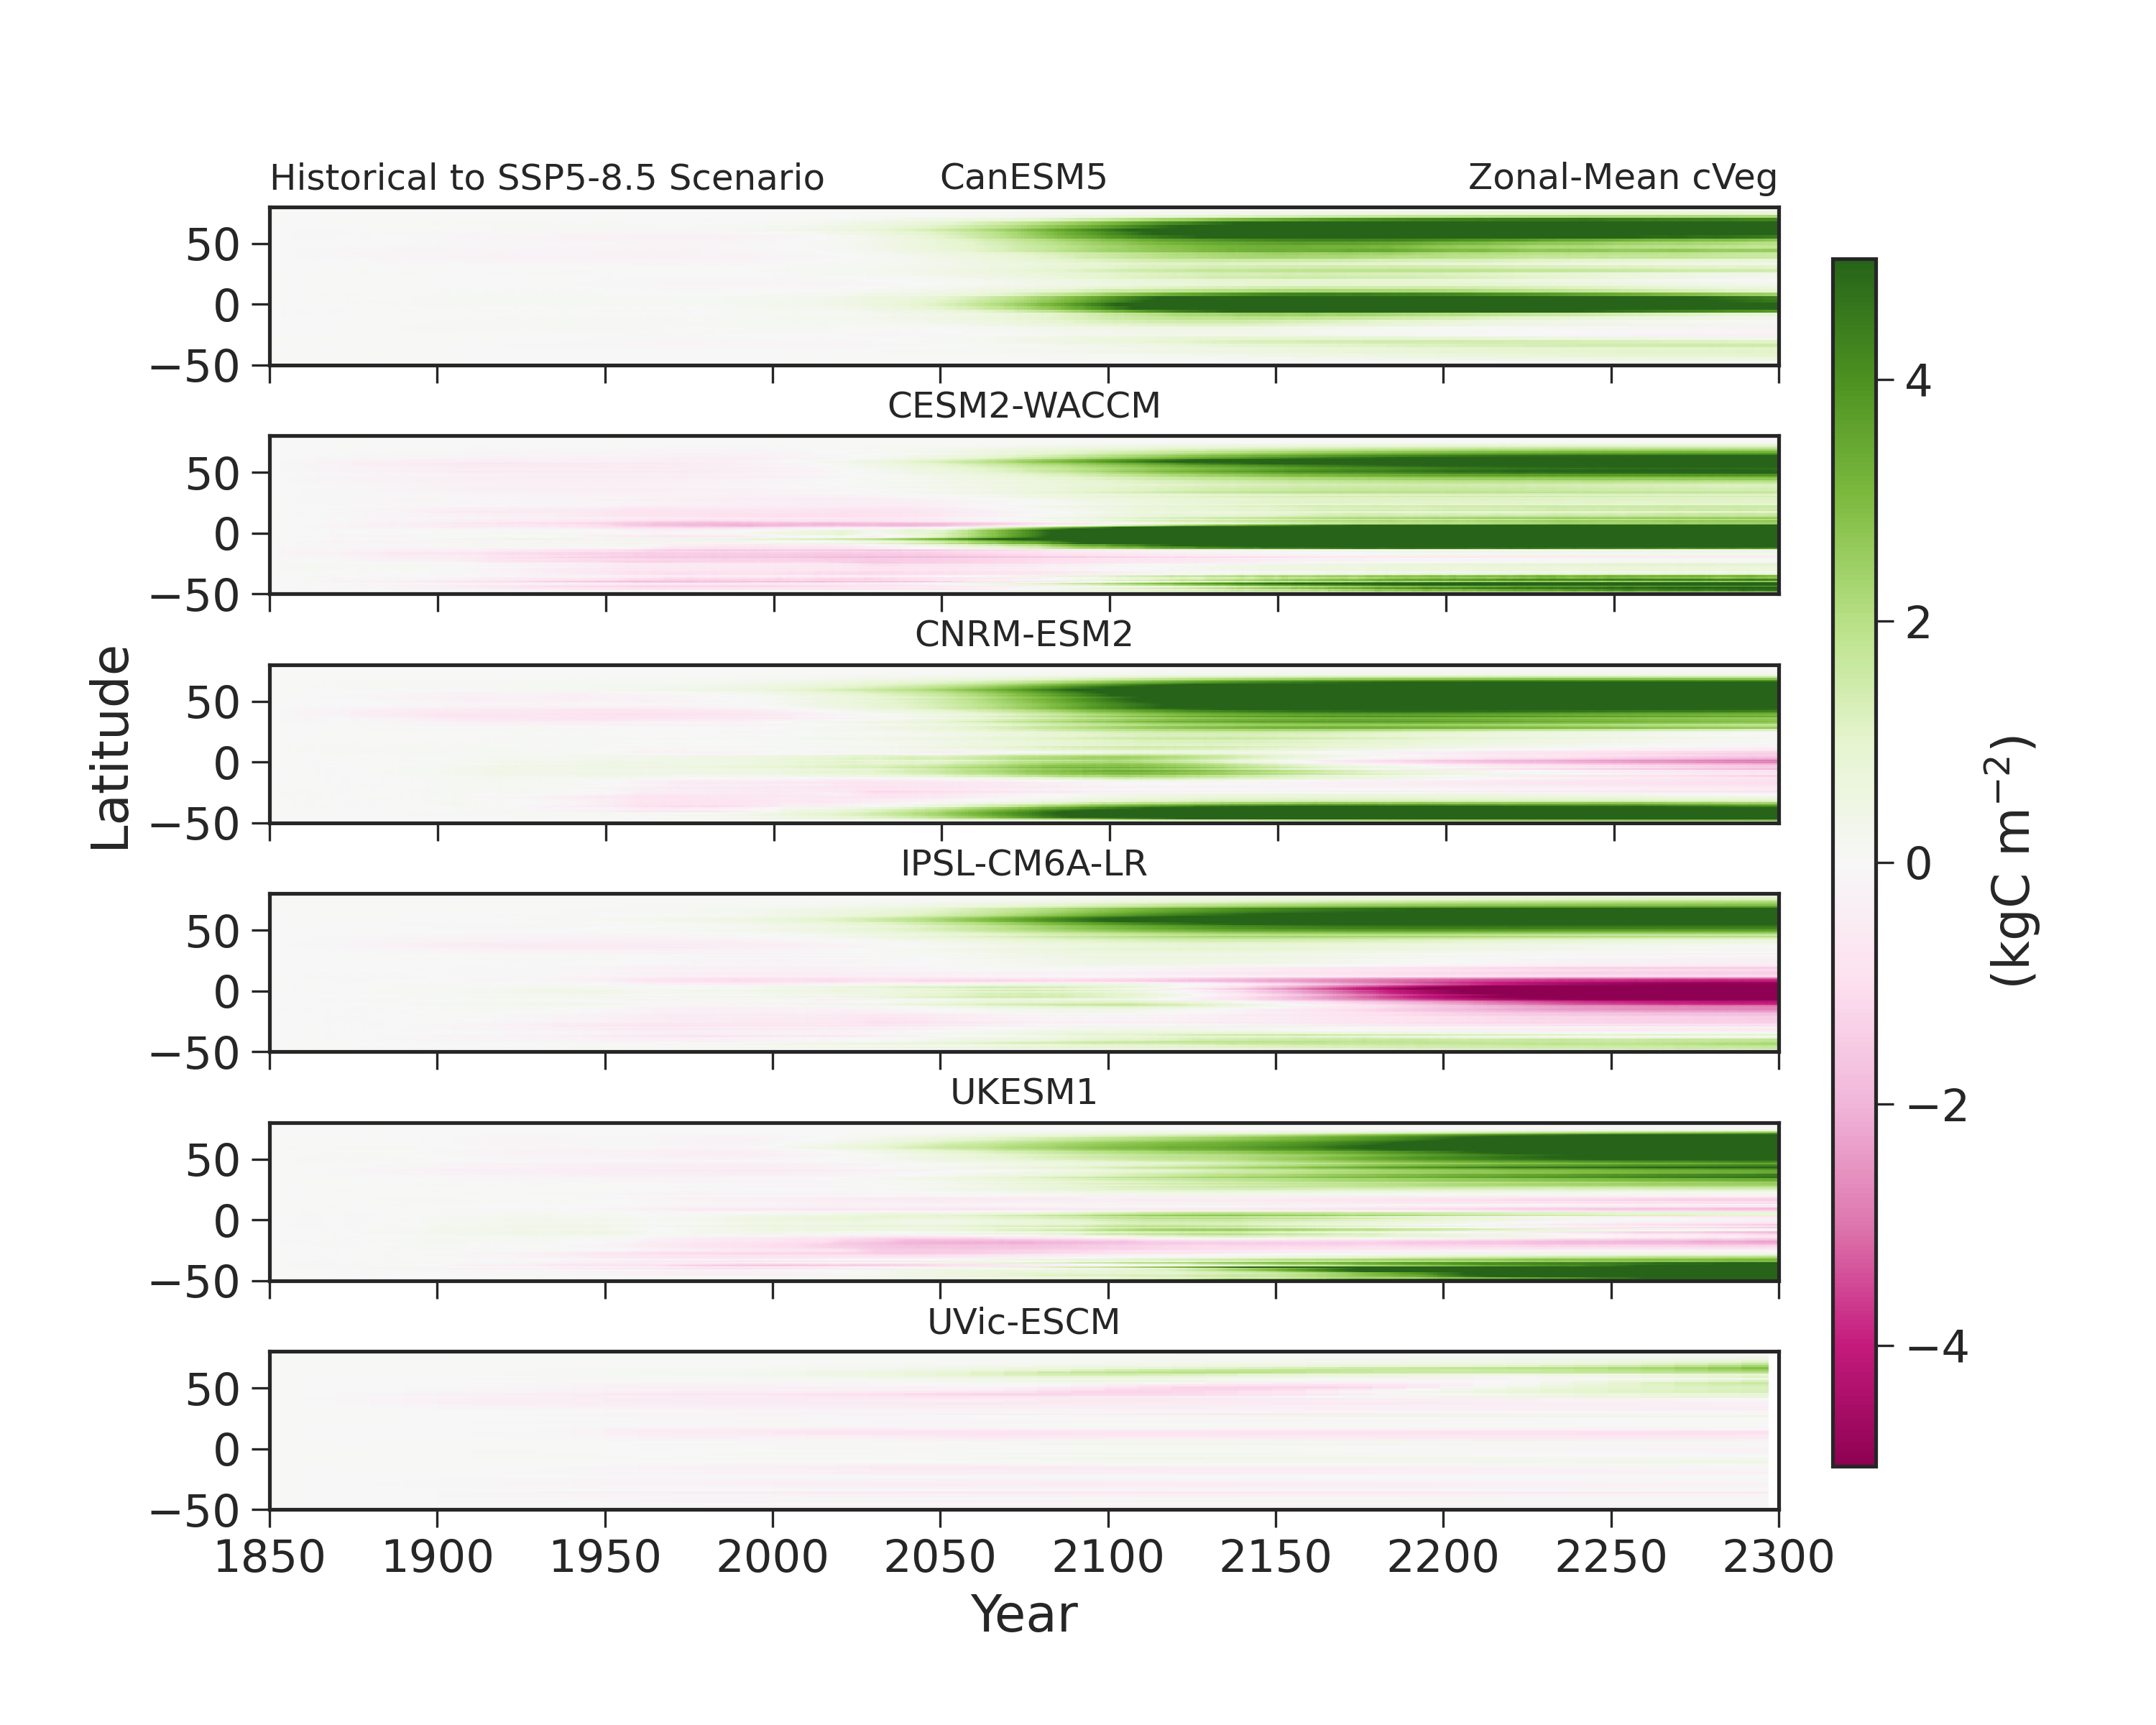 Historical to SSP5-8.5 Scenario CanESM5 Zonal-Mean cVeg
50
0
−50
CESM2-WACCM
50
0
−50
CNRM-ESM2
50
0
−50
IPSL-CM6A-LR
50
0
−50
UKESM1
50
0
−50
UVic-ESCM
50
0
−50
1850 1900 1950 2000 2050 2100 2150 2200 2250 2300
Year
Latitude
4
2
0
−2
−4
(kgC m⁻²)